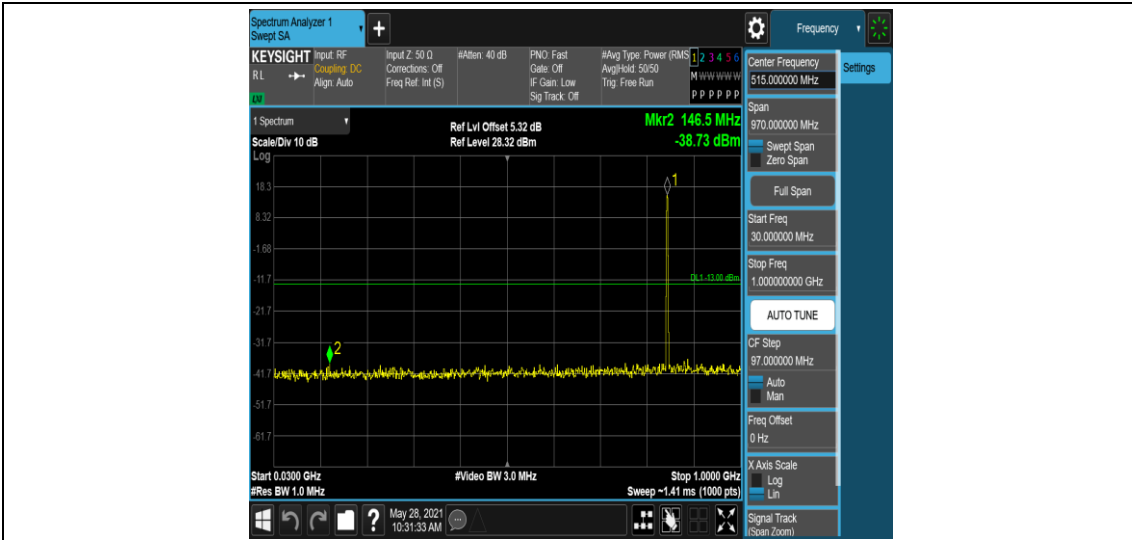 Spectrum Analyzer 1
Swept SA
Frequency
KEYSIGHT
RL
Input: RF
Coupling: DC
Align: Auto
Input Z: 50 Ω
Corrections: Off
Freq Ref: Int (S)
#Atten: 40 dB
PNO: Fast
Gate: Off
IF Gain: Low
Sig Track: Off
#Avg Type: Power (RMS
Avg|Hold: 50/50
Trig: Free Run
1 2 3 4 5 6
M W W W W W
P P P P P P
1 Spectrum
Scale/Div 10 dB
Ref Lvl Offset 5.32 dB
Ref Level 28.32 dBm
Mkr2 146.5 MHz
-38.73 dBm
Log
18.3
8.32
-1.68
-11.7
-21.7
-31.7
-41.7
-51.7
-61.7
1
DL1 -13.00 dBm
2
Start 0.0300 GHz
#Res BW 1.0 MHz
#Video BW 3.0 MHz
Stop 1.0000 GHz
Sweep ~1.41 ms (1000 pts)
Center Frequency
515.000000 MHz
Settings
Span
970.000000 MHz
Swept Span
Zero Span
Full Span
Start Freq
30.000000 MHz
Stop Freq
1.000000000 GHz
AUTO TUNE
CF Step
97.000000 MHz
Auto
Man
Freq Offset
0 Hz
X Axis Scale
Log
Lin
Signal Track
(Span Zoom)
?
May 28, 2021
10:31:33 AM